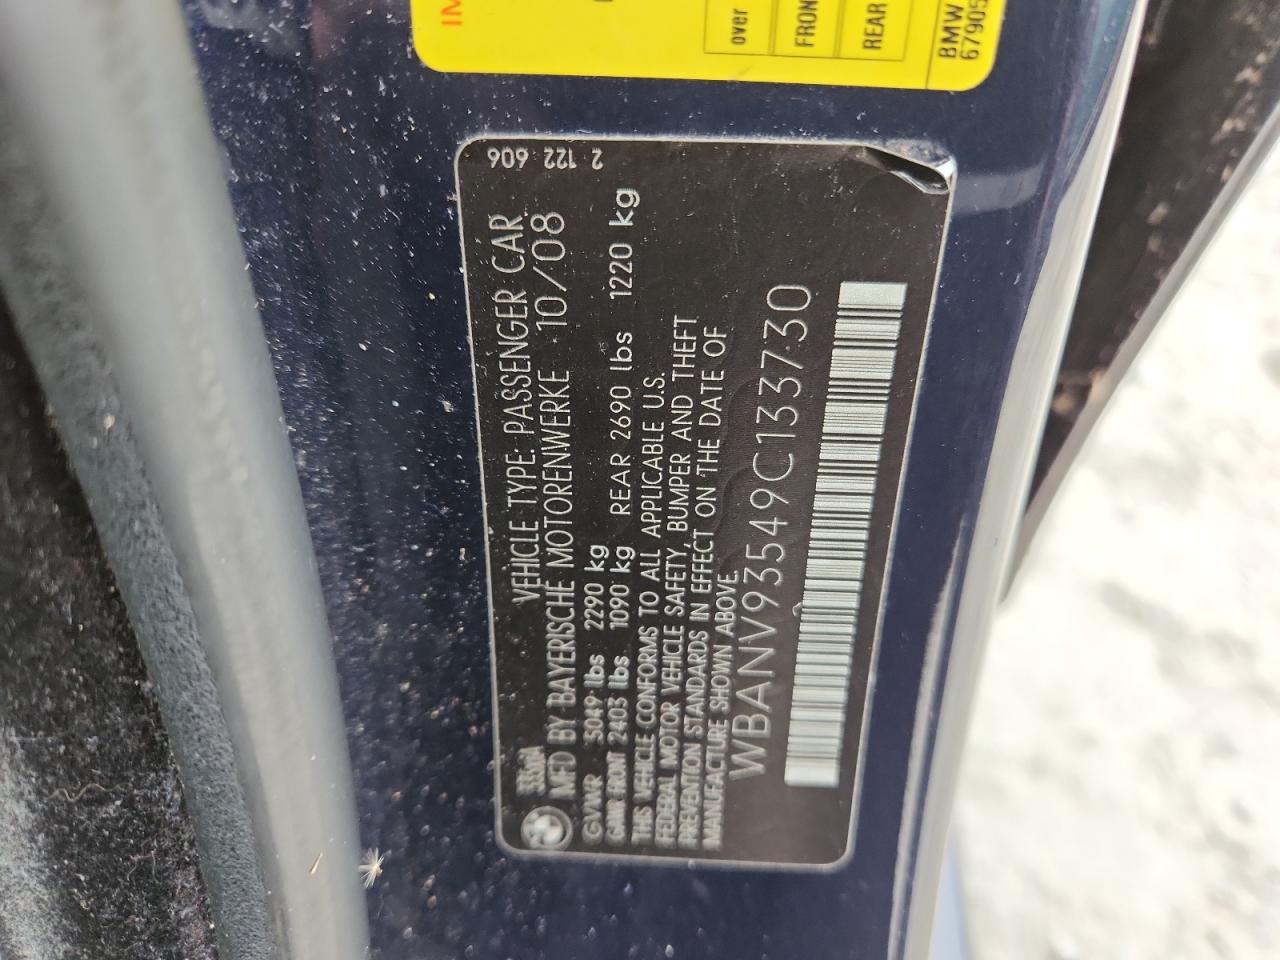 IM
over
FRON
REAR
BMW
67905
2 122 606
VEHICLE TYPE: PASSENGER CAR
MFD BY BAYERISCHE MOTORENWERKE 10/08
GVWR 5049 lbs 2290 kg
GAWR FRONT 2403 lbs 1090 kg REAR 2690 lbs 1220 kg
THIS VEHICLE CONFORMS TO ALL APPLICABLE U.S.
FEDERAL MOTOR VEHICLE SAFETY, BUMPER AND THEFT
PREVENTION STANDARDS IN EFFECT ON THE DATE OF
MANUFACTURE SHOWN ABOVE.
WBANV93549C133730